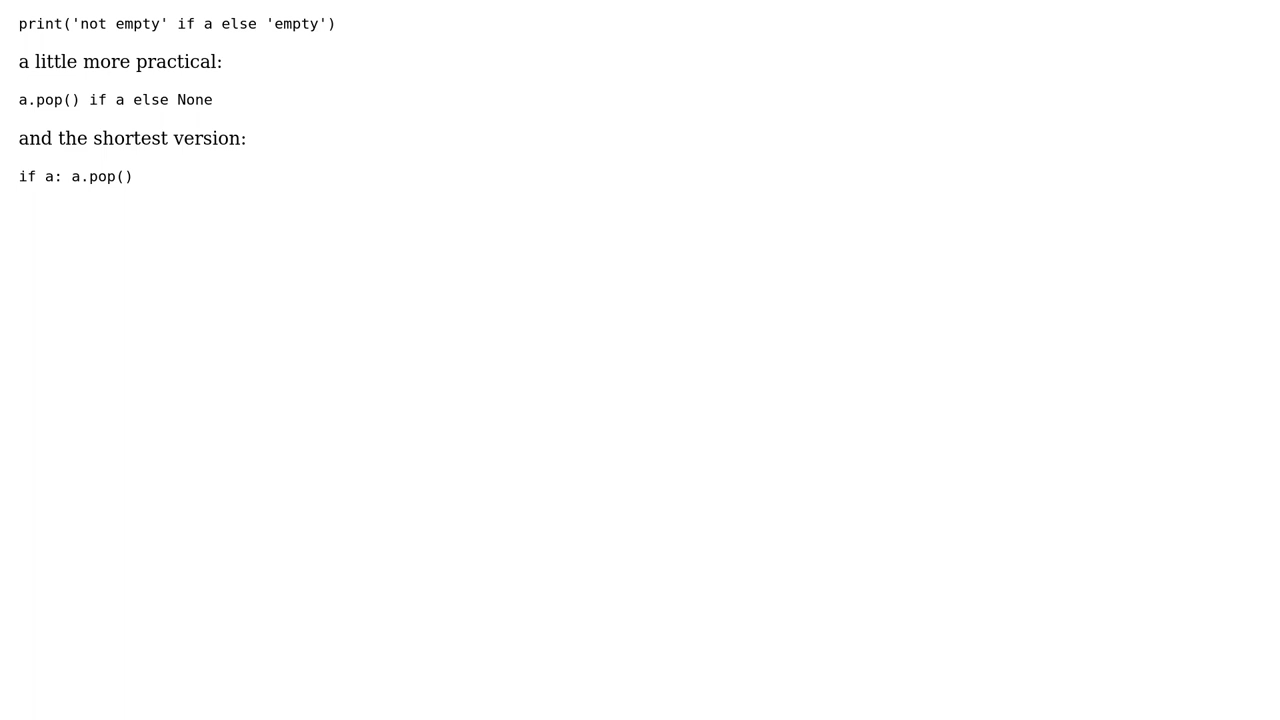 print('not empty' if a else 'empty')
a little more practical:
a.pop() if a else None
and the shortest version:
if a: a.pop()